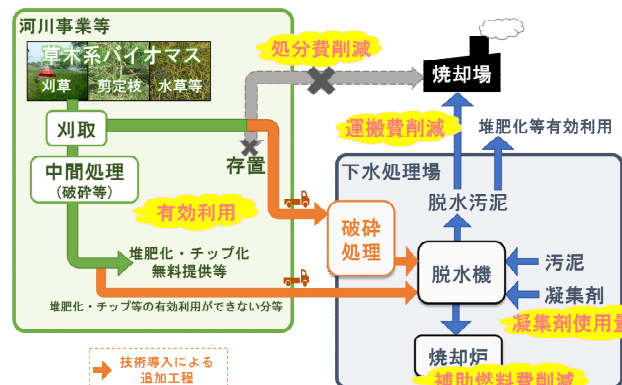 河川事業等
草木系バイオマス
刈草 剪定枝 水草等
刈取
中間処理
(破砕等)
有効利用
堆肥化・チップ化
無料提供等
堆肥化・チップ等の有効利用ができない分等
存置
処分費削減
焼却場
運搬費削減
堆肥化等有効利用
下水処理場
脱水汚泥
破砕
処理
脱水機
汚泥
凝集剤
凝集剤使用量
焼却炉
補助燃料費削減
技術導入による
追加工程